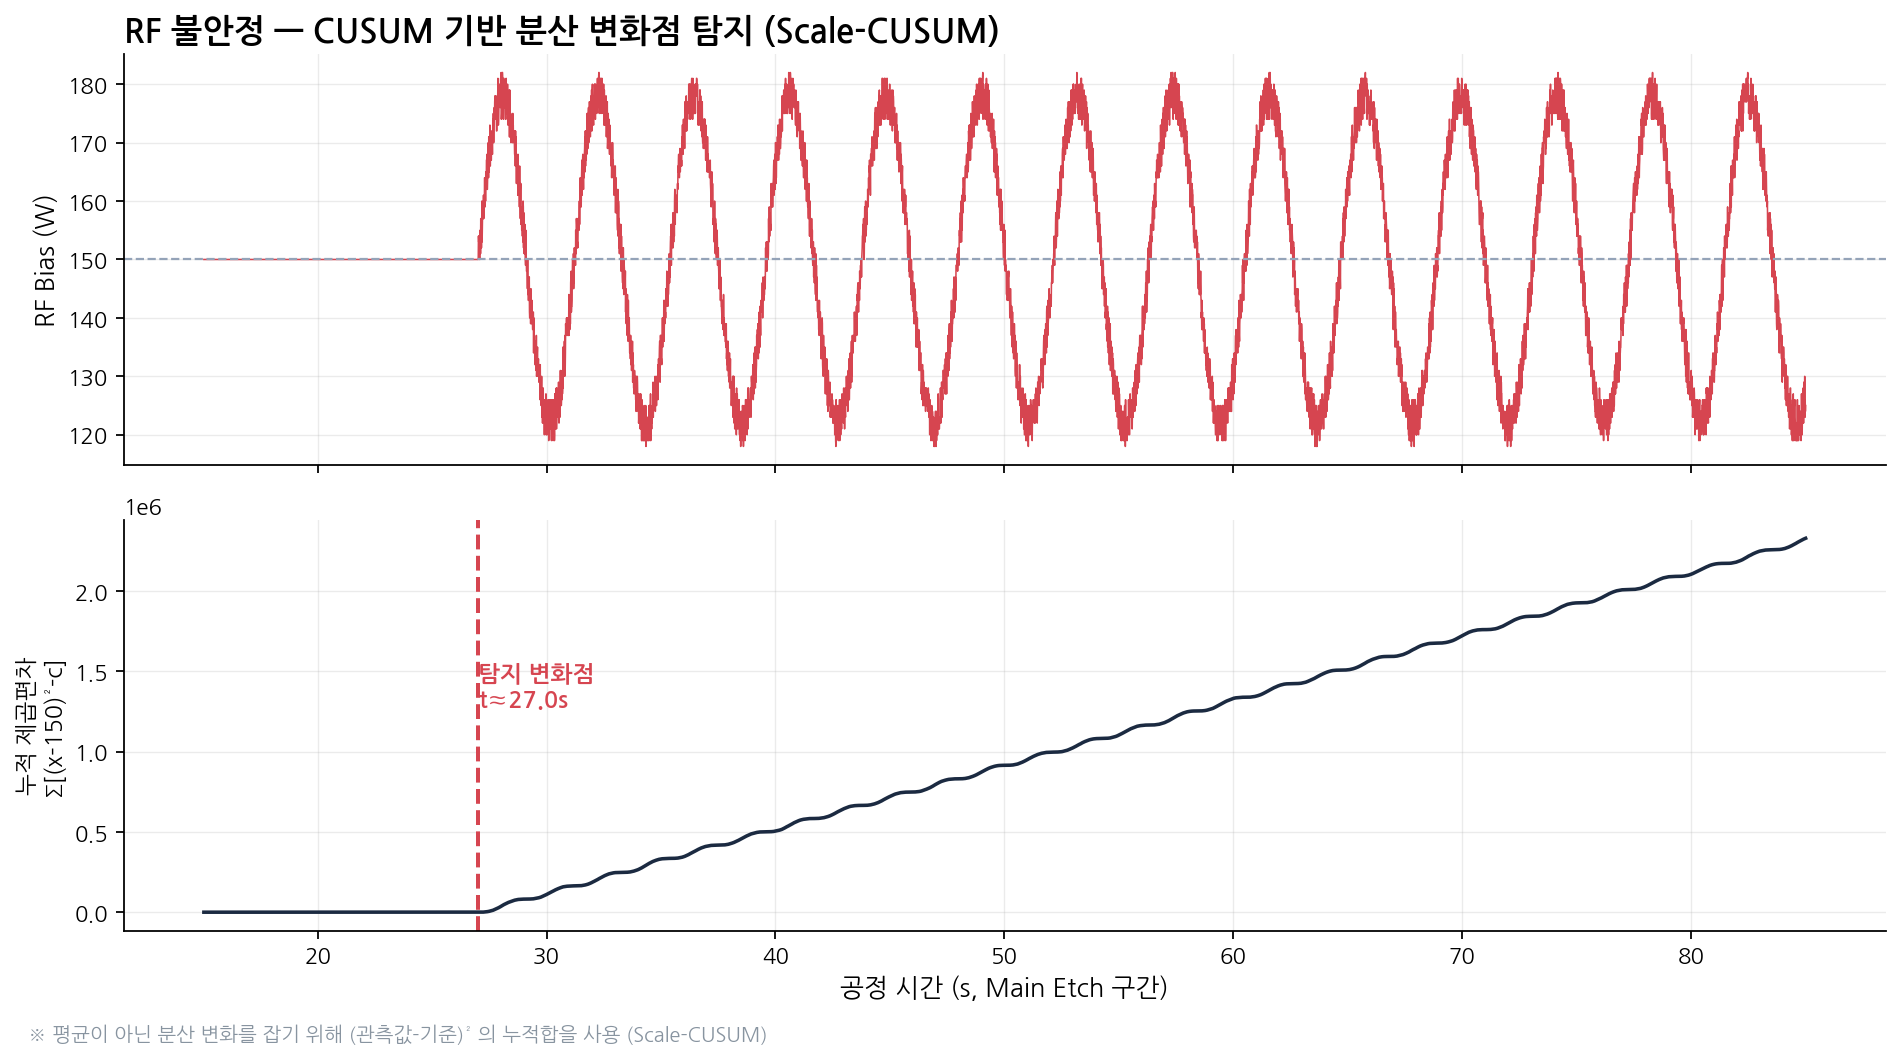 RF 불안정 — CUSUM 기반 분산 변화점 탐지 (Scale-CUSUM)
180
170
160
150
140
130
120
RF Bias (W)
1e6
2.0
1.5
1.0
0.5
0.0
누적 제곱편차
Σ[(x-150)²-c]
탐지 변화점
t≈27.0s
20 30 40 50 60 70 80
공정 시간 (s, Main Etch 구간)
※ 평균이 아닌 분산 변화를 잡기 위해 (관측값-기준)² 의 누적합을 사용 (Scale-CUSUM)